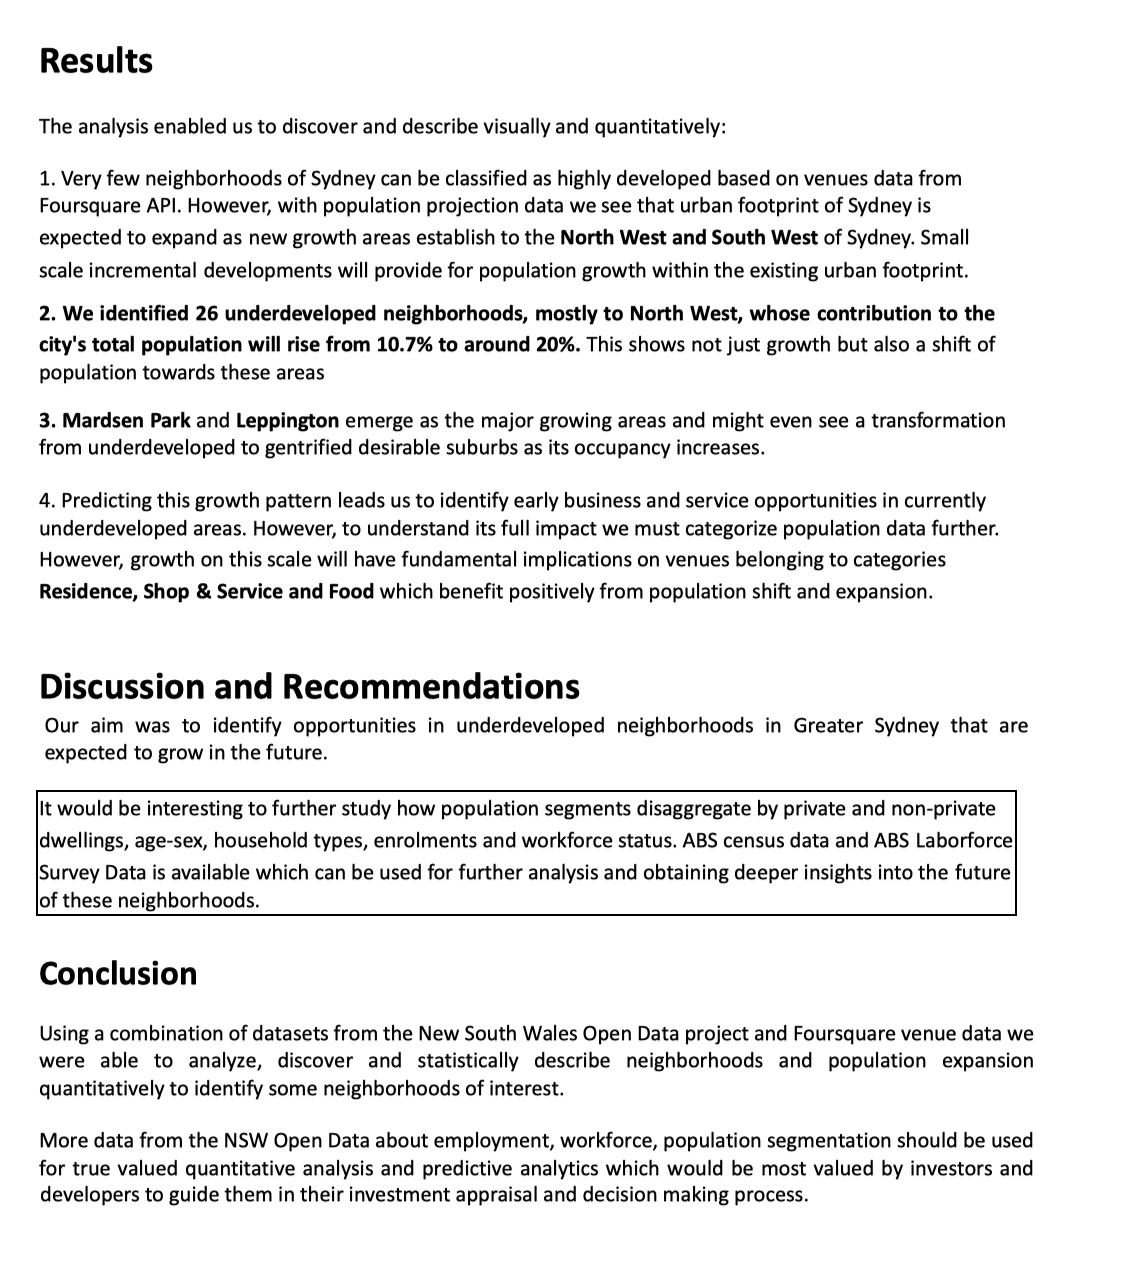 Results
The analysis enabled us to discover and describe visually and quantitatively:
1. Very few neighborhoods of Sydney can be classified as highly developed based on venues data from
Foursquare API. However, with population projection data we see that urban footprint of Sydney is
expected to expand as new growth areas establish to the North West and South West of Sydney. Small
scale incremental developments will provide for population growth within the existing urban footprint.
2. We identified 26 underdeveloped neighborhoods, mostly to North West, whose contribution to the
city's total population will rise from 10.7% to around 20%. This shows not just growth but also a shift of
population towards these areas
3. Mardsen Park and Leppington emerge as the major growing areas and might even see a transformation
from underdeveloped to gentrified desirable suburbs as its occupancy increases.
4. Predicting this growth pattern leads us to identify early business and service opportunities in currently
underdeveloped areas. However, to understand its full impact we must categorize population data further.
However, growth on this scale will have fundamental implications on venues belonging to categories
Residence, Shop & Service and Food which benefit positively from population shift and expansion.
Discussion and Recommendations
Our aim was to identify opportunities in underdeveloped neighborhoods in Greater Sydney that are
expected to grow in the future.
It would be interesting to further study how population segments disaggregate by private and non-private
dwellings, age-sex, household types, enrolments and workforce status. ABS census data and ABS Laborforce
Survey Data is available which can be used for further analysis and obtaining deeper insights into the future
of these neighborhoods.
Conclusion
Using a combination of datasets from the New South Wales Open Data project and Foursquare venue data we
were able to analyze, discover and statistically describe neighborhoods and population expansion
quantitatively to identify some neighborhoods of interest.
More data from the NSW Open Data about employment, workforce, population segmentation should be used
for true valued quantitative analysis and predictive analytics which would be most valued by investors and
developers to guide them in their investment appraisal and decision making process.